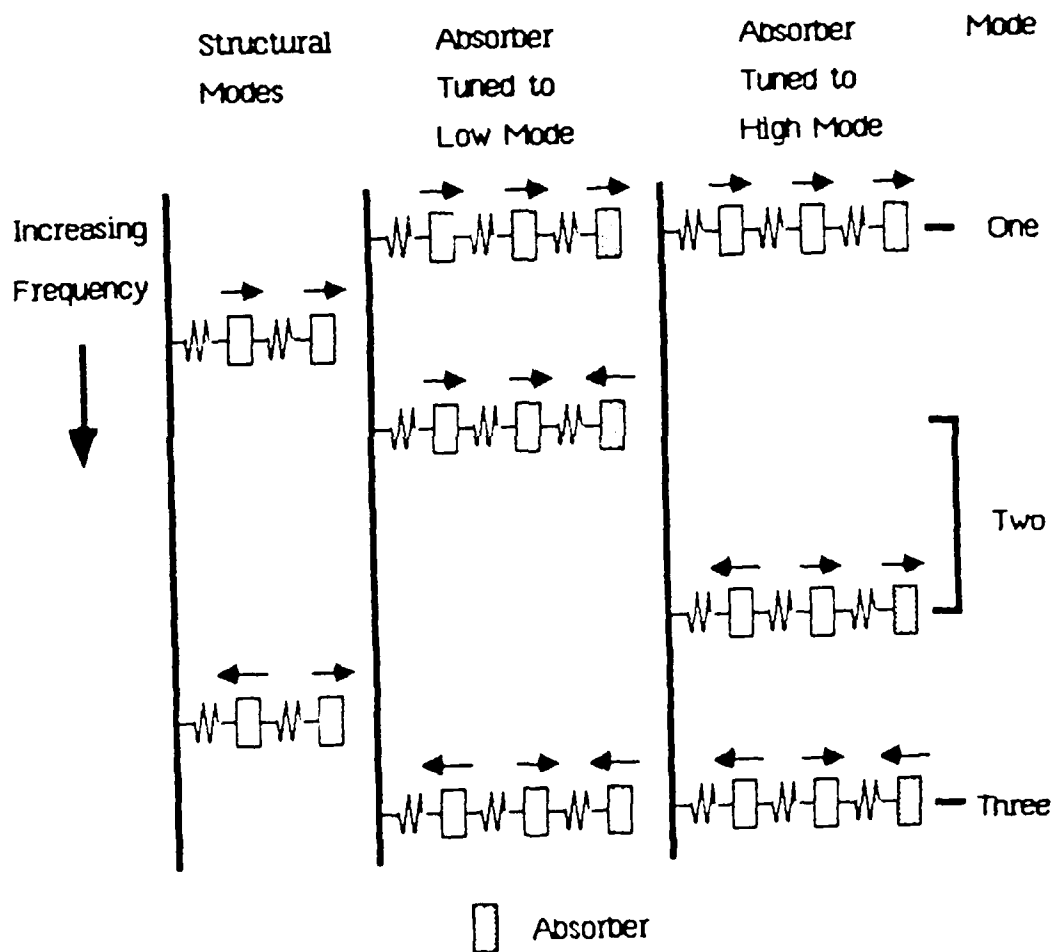 Structural
Modes
Absorber
Tuned to
Low Mode
Absorber
Tuned to
High Mode
Mode
Increasing
Frequency
One
Two
Three
Absorber